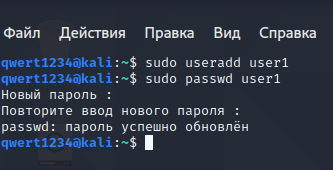 Файл Действия Правка Вид Справка
qwert1234@kali:~$ sudo useradd user1
qwert1234@kali:~$ sudo passwd user1
Новый пароль :
Повторите ввод нового пароля :
passwd: пароль успешно обновлён
qwert1234@kali:~$